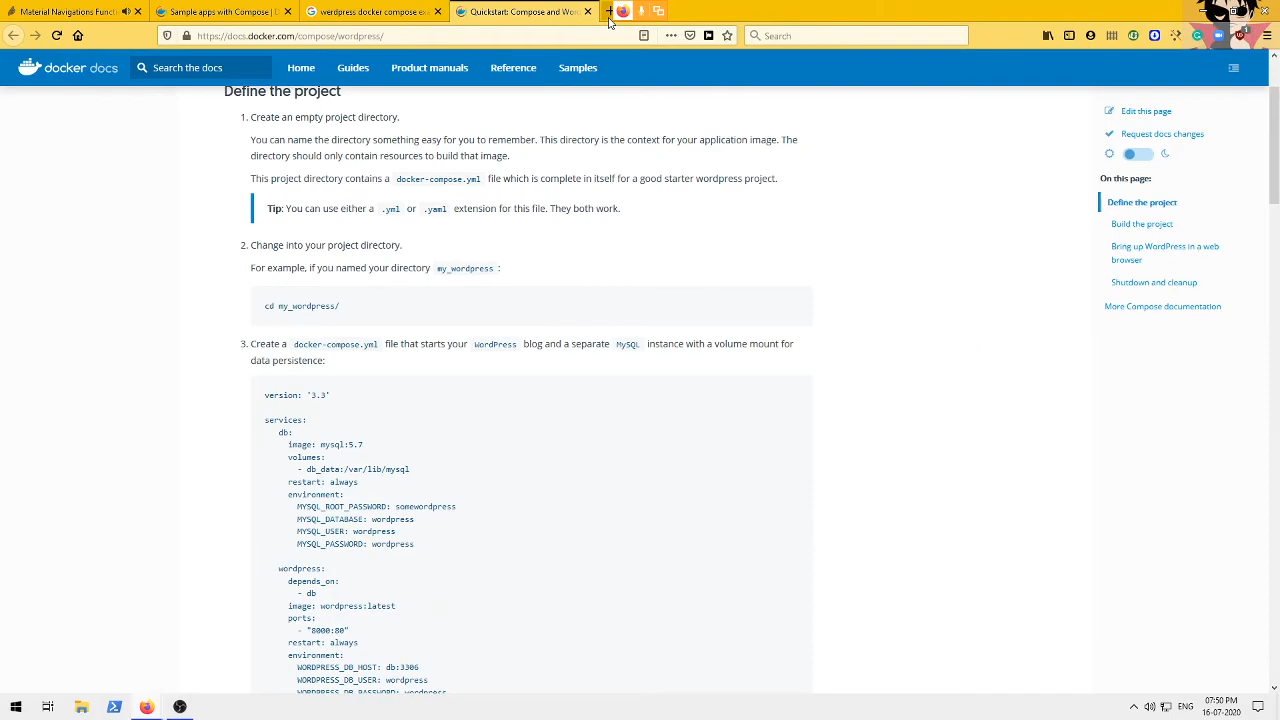 Material Navigations Func
Sample apps with Compose | D
werdpress docker compose exa
Quickstart: Compose and Wor
https://docs.docker.com/compose/wordpress/
Search
docker docs
Search the docs
Home
Guides
Product manuals
Reference
Samples
Define the project
1. Create an empty project directory.
You can name the directory something easy for you to remember. This directory is the context for your application image. The
directory should only contain resources to build that image.
This project directory contains a docker-compose.yml file which is complete in itself for a good starter wordpress project.
Tip: You can use either a .yml or .yaml extension for this file. They both work.
2. Change into your project directory.
For example, if you named your directory my_wordpress :
cd my_wordpress/
3. Create a docker-compose.yml file that starts your WordPress blog and a separate MySQL instance with a volume mount for
data persistence:
version: '3.3'
services:
db:
image: mysql:5.7
volumes:
- db_data:/var/lib/mysql
restart: always
environment:
MYSQL_ROOT_PASSWORD: somewordpress
MYSQL_DATABASE: wordpress
MYSQL_USER: wordpress
MYSQL_PASSWORD: wordpress
wordpress:
depends_on:
- db
image: wordpress:latest
ports:
- "8000:80"
restart: always
environment:
WORDPRESS_DB_HOST: db:3306
WORDPRESS_DB_USER: wordpress
WORDPRESS_DB_PASSWORD: wordpress
Edit this page
Request docs changes
On this page:
Define the project
Build the project
Bring up WordPress in a web
browser
Shutdown and cleanup
More Compose documentation
ENG
07:50 PM
16-07-2020